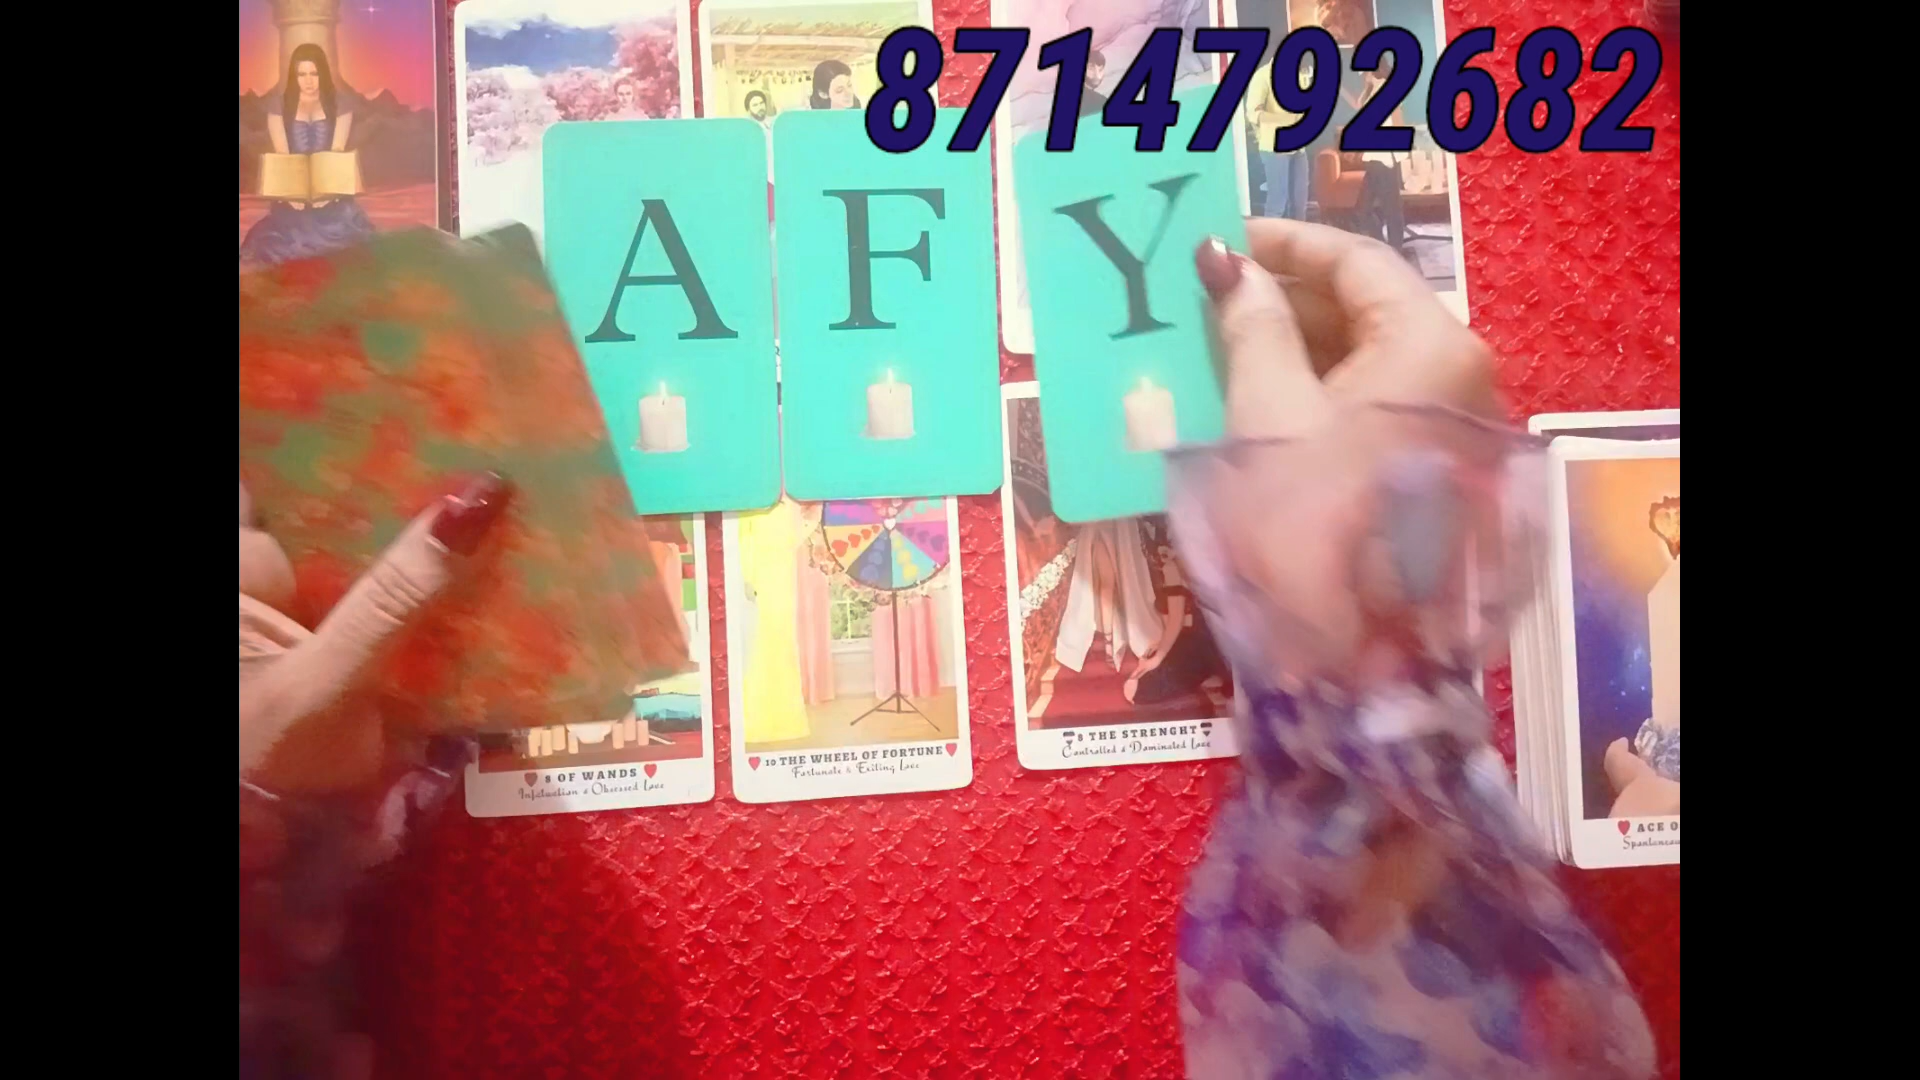 8714792682
A
F
Y
8 OF WANDS
Infatuation & Obsessed Love
10 THE WHEEL OF FORTUNE
Fortunate & Exiting Love
8 THE STRENGHT
Controlled & Dominated Love
ACE O